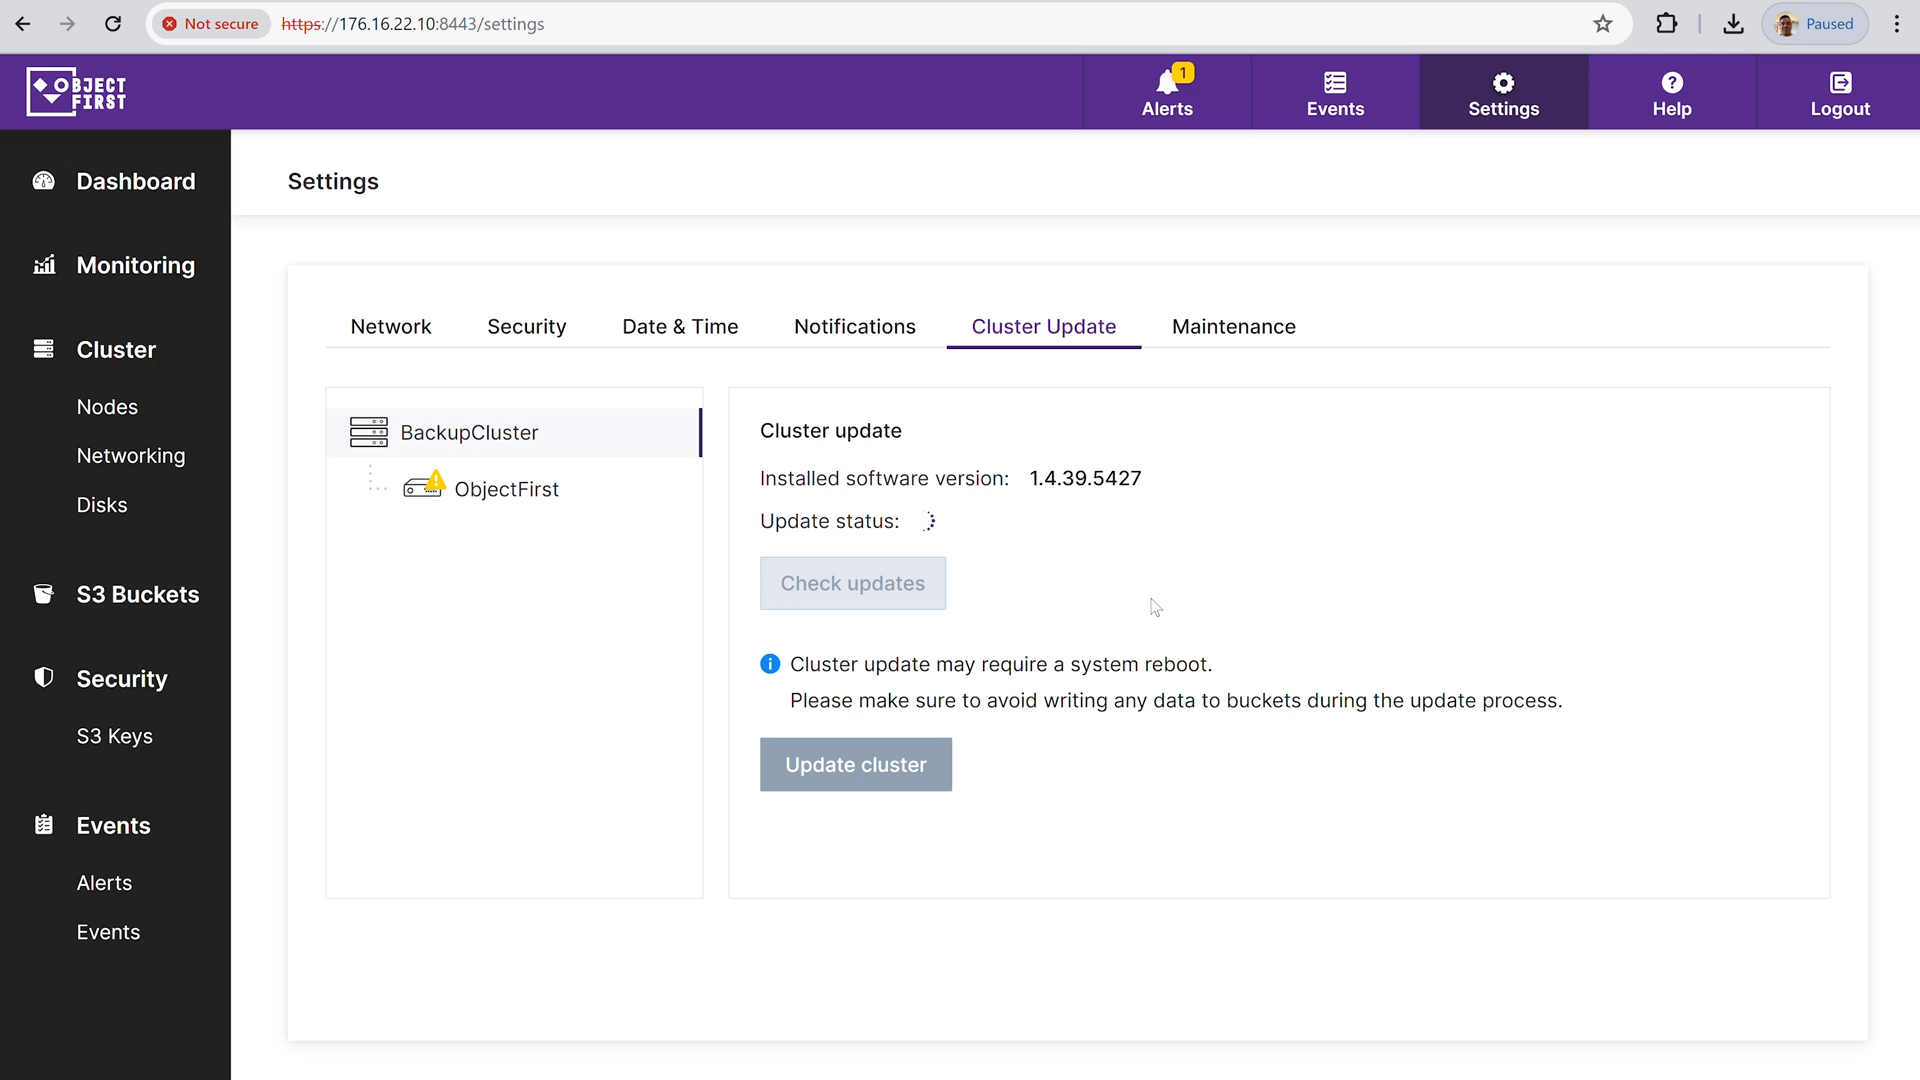 Not secure
https://176.16.22.10:8443/settings
Paused
OBJECT
FIRST
1
Alerts
Events
Settings
Help
Logout
Dashboard
Monitoring
Cluster
Nodes
Networking
Disks
S3 Buckets
Security
S3 Keys
Events
Alerts
Events
Settings
Network
Security
Date & Time
Notifications
Cluster Update
Maintenance
BackupCluster
ObjectFirst
Cluster update
Installed software version: 1.4.39.5427
Update status:
Check updates
Cluster update may require a system reboot.
Please make sure to avoid writing any data to buckets during the update process.
Update cluster